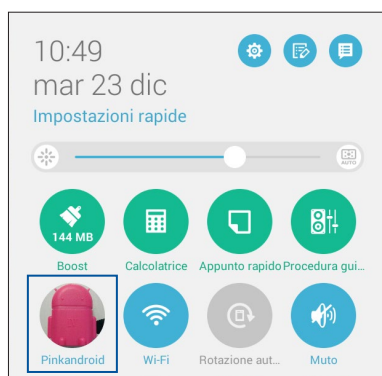 10:49
mar 23 dic
Impostazioni rapide
AUTO
144 MB
Boost Calcolatrice Appunto rapido Procedura gui...
Pinkandroid Wi-Fi Rotazione aut... Muto